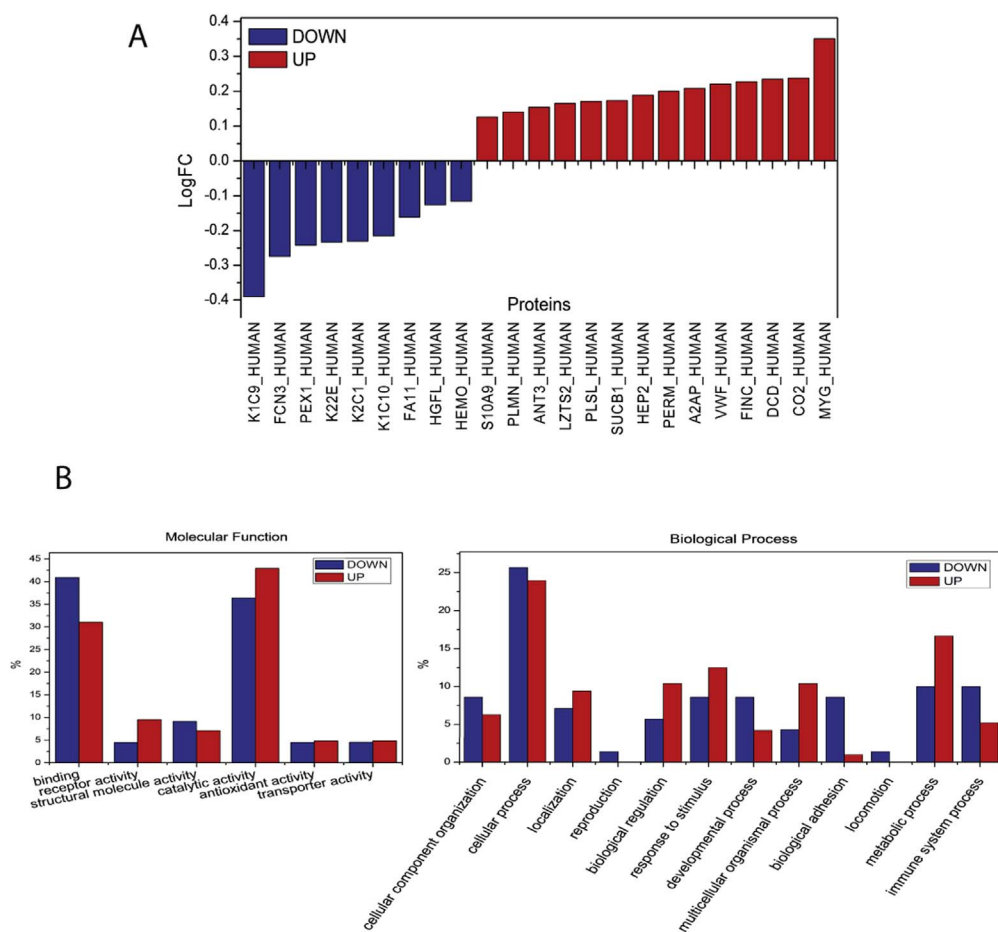 A
DOWN
UP
0.4
0.3
0.2
0.1
0.0
-0.1
-0.2
-0.3
-0.4
LogFC
Proteins
K1C9_HUMAN
FCN3_HUMAN
PEX1_HUMAN
K22E_HUMAN
K2C1_HUMAN
K1C10_HUMAN
FA11_HUMAN
HGFL_HUMAN
HEMO_HUMAN
S10A9_HUMAN
PLMN_HUMAN
ANT3_HUMAN
LZTS2_HUMAN
PLSL_HUMAN
SUCB1_HUMAN
HEP2_HUMAN
PERM_HUMAN
A2AP_HUMAN
VWF_HUMAN
FINC_HUMAN
DCD_HUMAN
CO2_HUMAN
MYG_HUMAN
B
Molecular Function
DOWN
UP
45
40
35
30
25
20
15
10
5
0
%
binding
receptor activity
structural molecule activity
catalytic activity
antioxidant activity
transporter activity
Biological Process
DOWN
UP
25
20
15
10
5
0
%
cellular component organization
cellular process
localization
reproduction
biological regulation
response to stimulus
developmental process
multicellular organismal process
biological adhesion
locomotion
metabolic process
immune system process